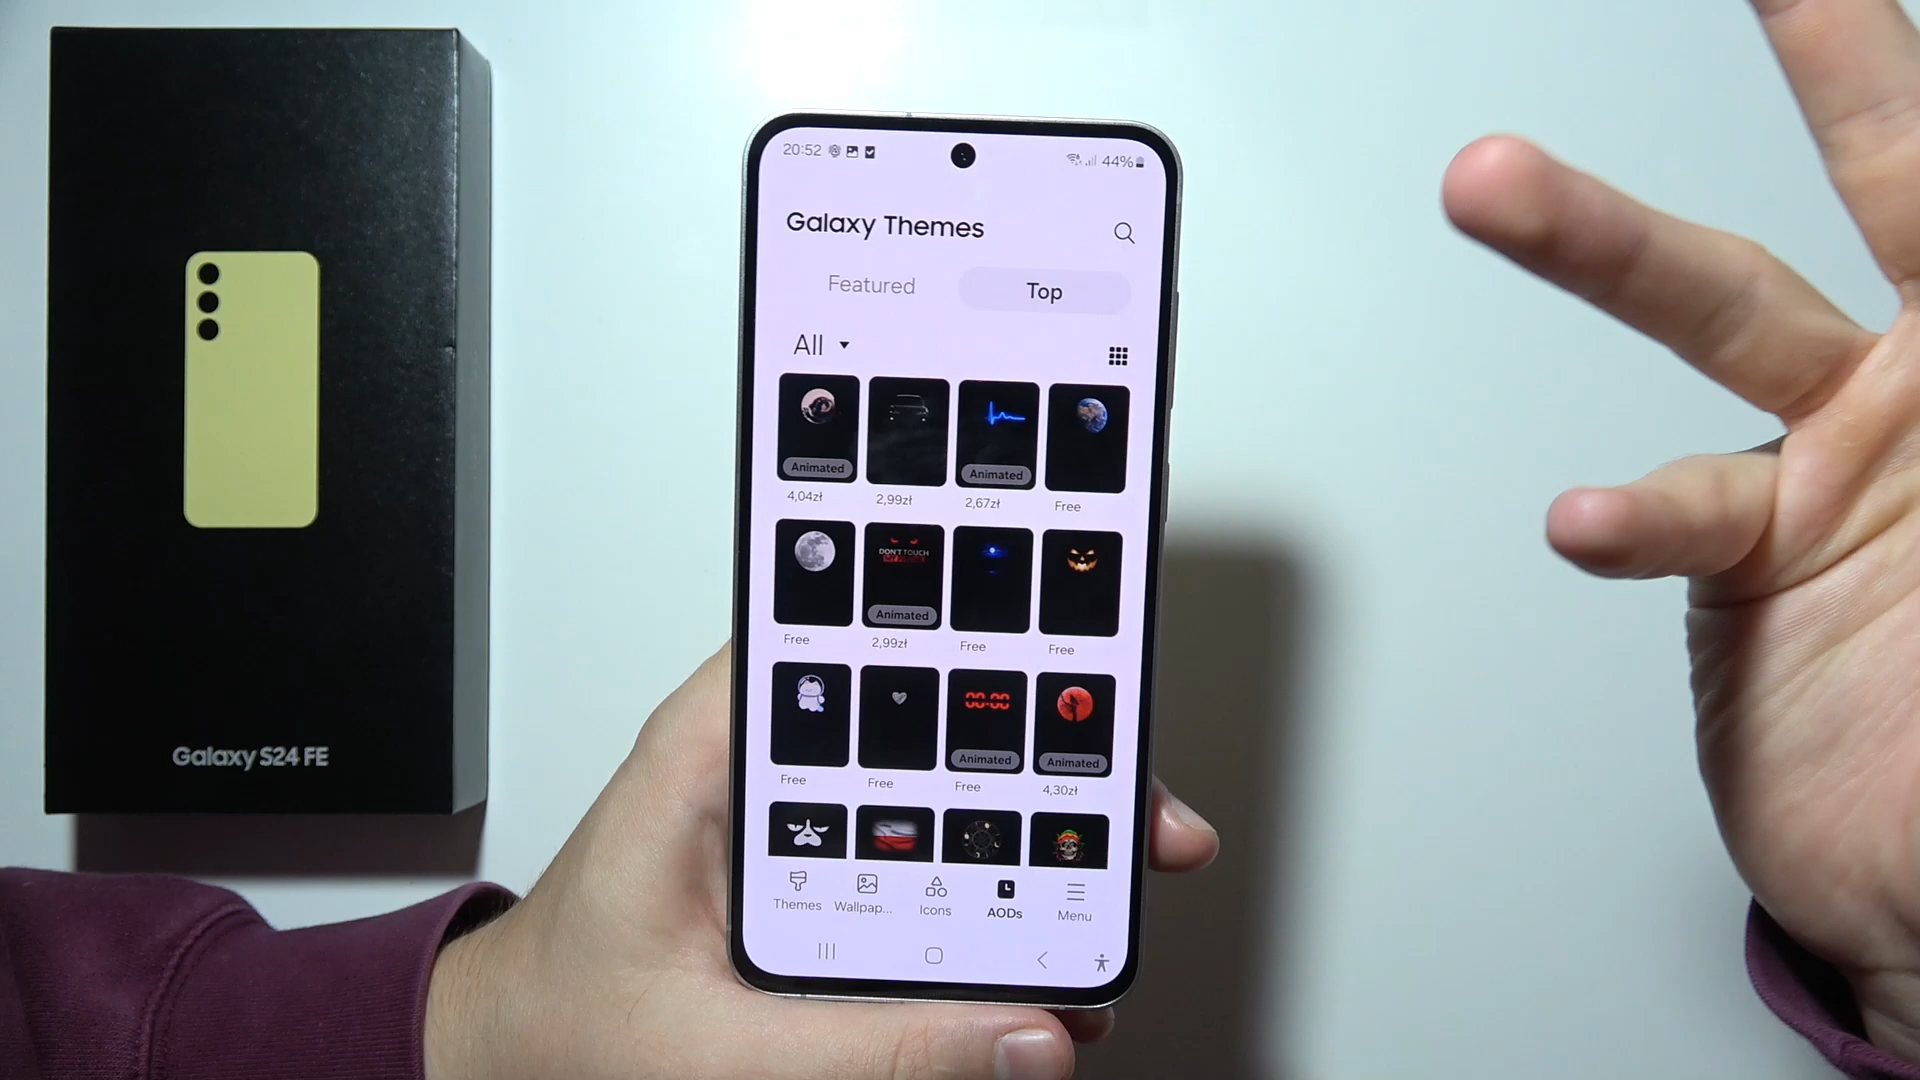 20:52
44%
Galaxy Themes
Featured
Top
All
Animated
Animated
4,04zł
2,99zł
2,67zł
Free
DON'T TOUCH
MY PHONE
Animated
Free
2,99zł
Free
Free
00:00
Animated
Animated
Free
Free
Free
4,30zł
Themes
Wallpap...
Icons
AODs
Menu
Galaxy S24 FE